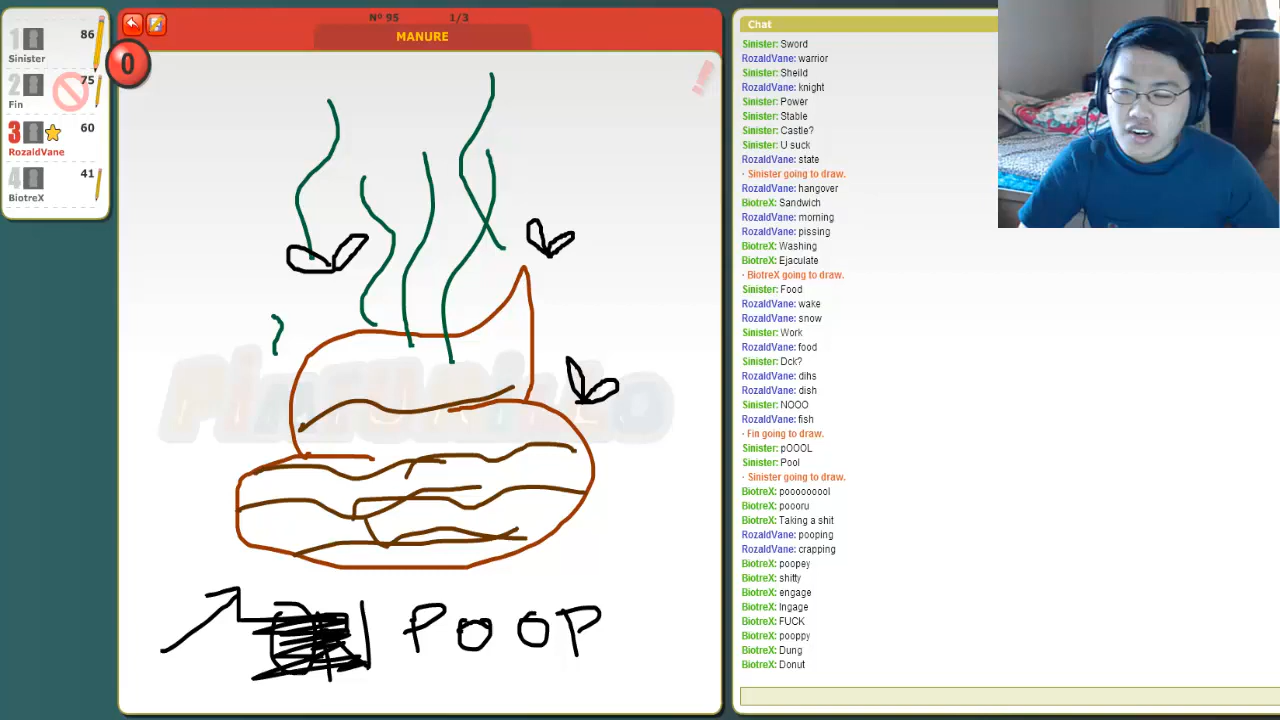 Nº 95 1/3
MANURE
0
1 86
Sinister
2 75
Fin
3 60
RozaldVane
4 41
BiotreX
POOP
Chat
Sinister: Sword
RozaldVane: warrior
Sinister: Sheild
RozaldVane: knight
Sinister: Power
Sinister: Stable
Sinister: Castle?
Sinister: U suck
RozaldVane: state
· Sinister going to draw.
RozaldVane: hangover
BiotreX: Sandwich
RozaldVane: morning
RozaldVane: pissing
BiotreX: Washing
BiotreX: Ejaculate
· BiotreX going to draw.
Sinister: Food
RozaldVane: wake
RozaldVane: snow
Sinister: Work
RozaldVane: food
Sinister: Dck?
RozaldVane: dihs
RozaldVane: dish
Sinister: NOOO
RozaldVane: fish
· Fin going to draw.
Sinister: pOOOL
Sinister: Pool
· Sinister going to draw.
BiotreX: pooooooool
BiotreX: poooru
BiotreX: Taking a shit
RozaldVane: pooping
RozaldVane: crapping
BiotreX: poopey
BiotreX: shitty
BiotreX: engage
BiotreX: Ingage
BiotreX: FUCK
BiotreX: pooppy
BiotreX: Dung
BiotreX: Donut